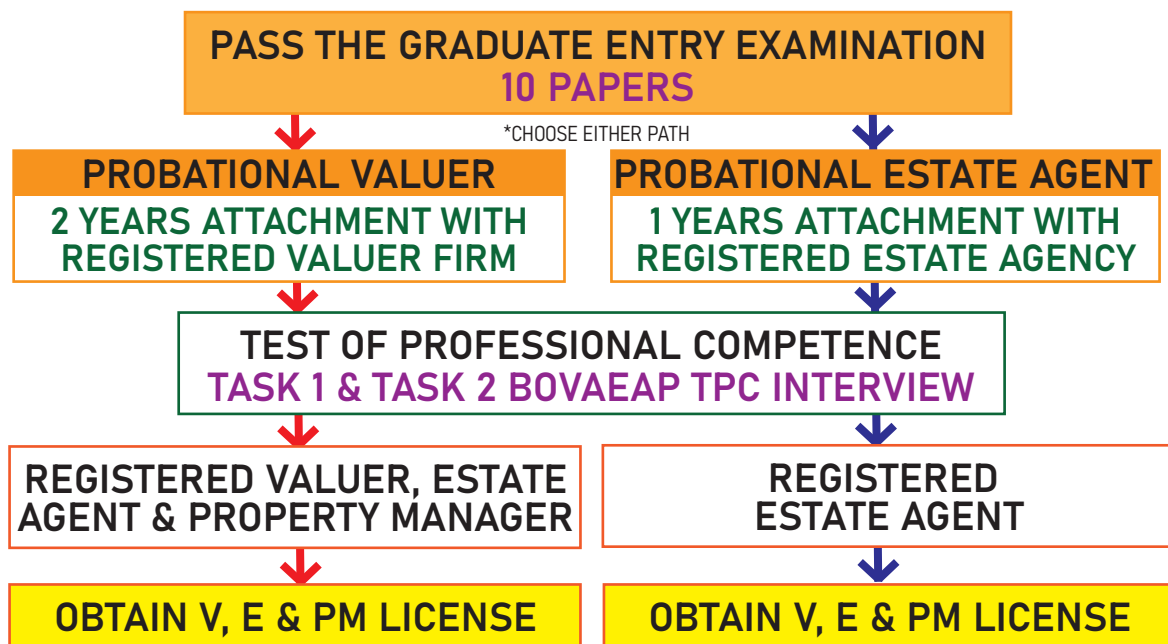 PASS THE GRADUATE ENTRY EXAMINATION
10 PAPERS
*CHOOSE EITHER PATH
PROBATIONAL VALUER
2 YEARS ATTACHMENT WITH
REGISTERED VALUER FIRM
PROBATIONAL ESTATE AGENT
1 YEARS ATTACHMENT WITH
REGISTERED ESTATE AGENCY
TEST OF PROFESSIONAL COMPETENCE
TASK 1 & TASK 2 BOVAEAP TPC INTERVIEW
REGISTERED VALUER, ESTATE
AGENT & PROPERTY MANAGER
REGISTERED
ESTATE AGENT
OBTAIN V, E & PM LICENSE
OBTAIN V, E & PM LICENSE